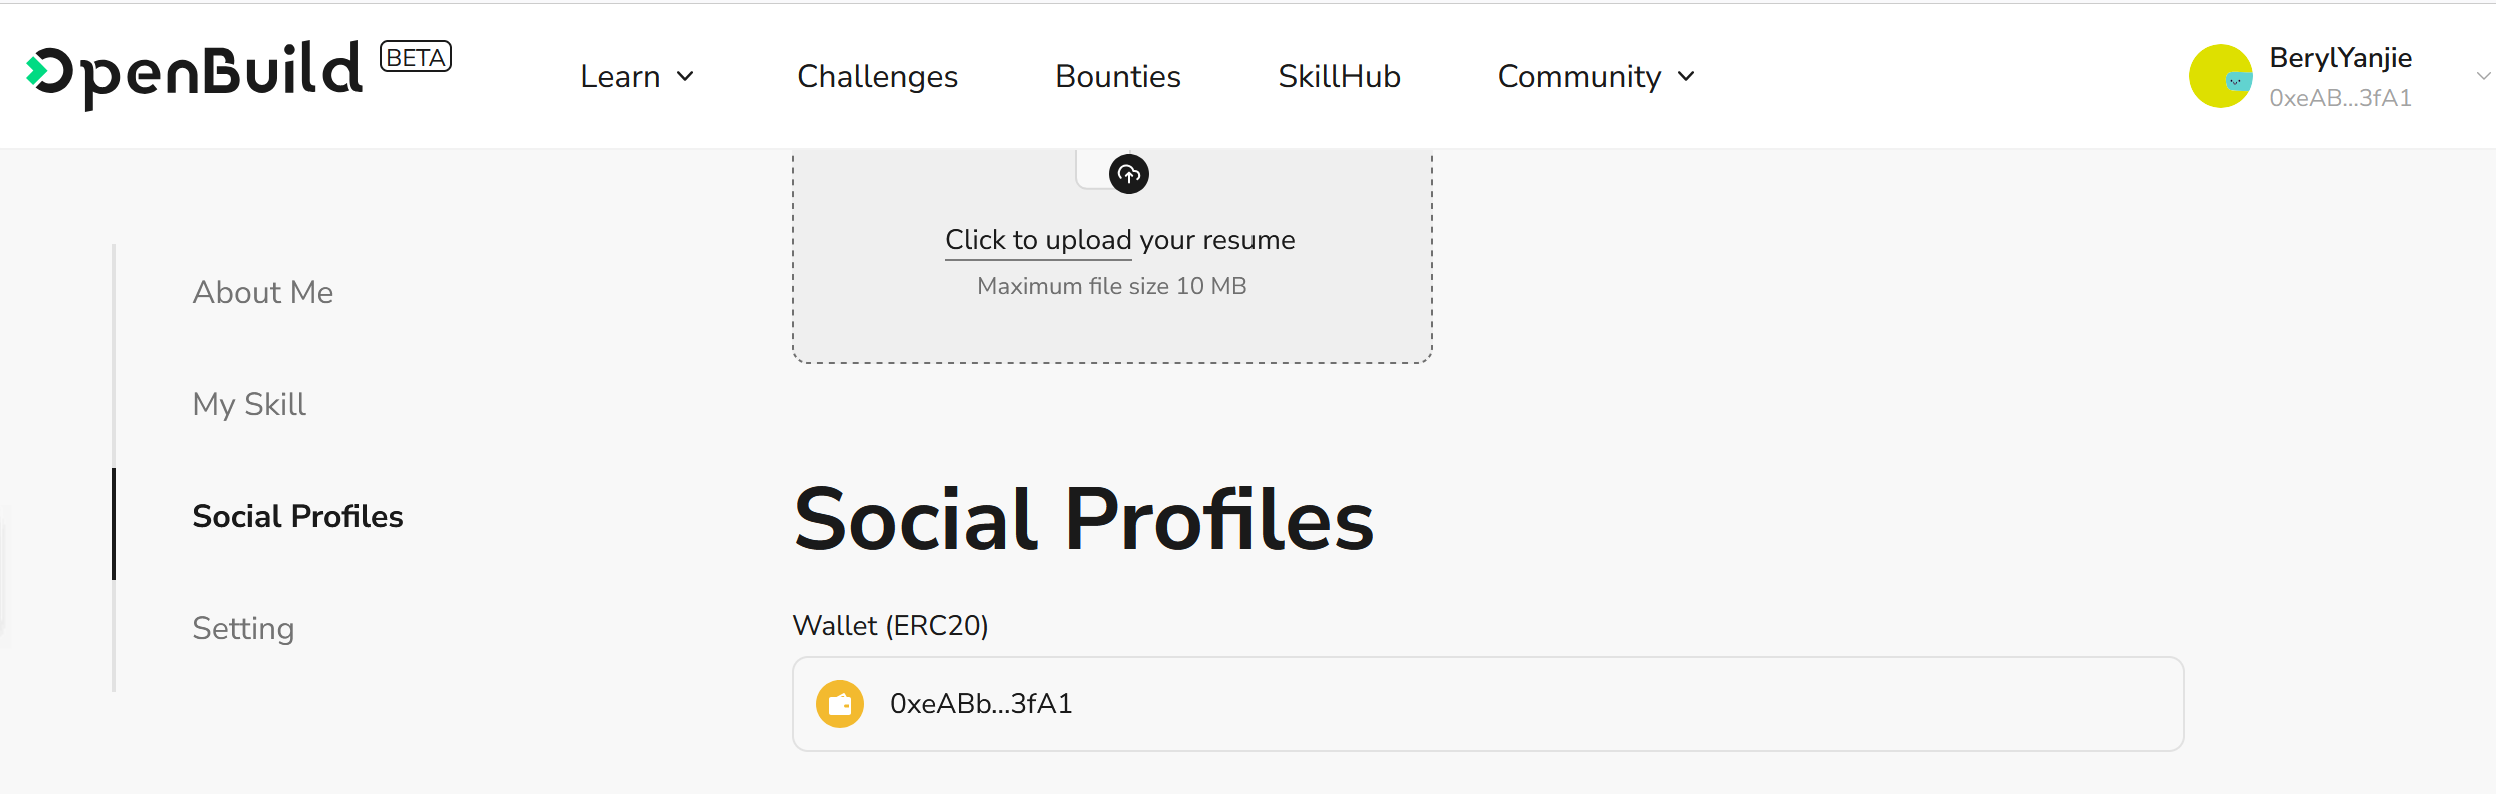 OpenBuild BETA
Learn
Challenges
Bounties
SkillHub
Community
BerylYanjie
0xeAB...3fA1
Click to upload your resume
Maximum file size 10 MB
About Me
My Skill
Social Profiles
Setting
Social Profiles
Wallet (ERC20)
0xeABb...3fA1